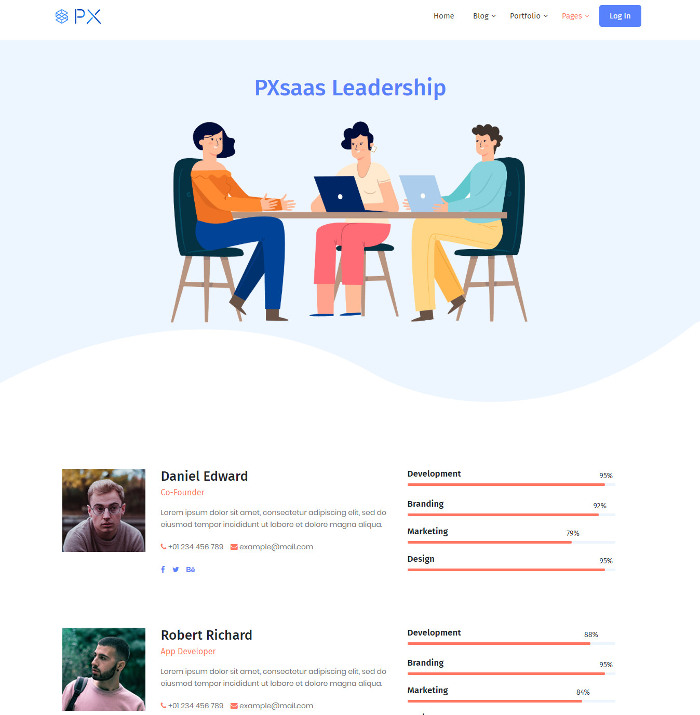 PX
Home Blog Portfolio Pages Log In
PXsaas Leadership
Daniel Edward
Co-Founder
Lorem ipsum dolor sit amet, consectetur adipiscing elit, sed do
eiusmod tempor incididunt ut labore et dolore magna aliqua.
+01 234 456 789 example@mail.com
Development 95%
Branding 92%
Marketing 79%
Design 95%
Robert Richard
App Developer
Lorem ipsum dolor sit amet, consectetur adipiscing elit, sed do
eiusmod tempor incididunt ut labore et dolore magna aliqua.
+01 234 456 789 example@mail.com
Development 88%
Branding 95%
Marketing 84%